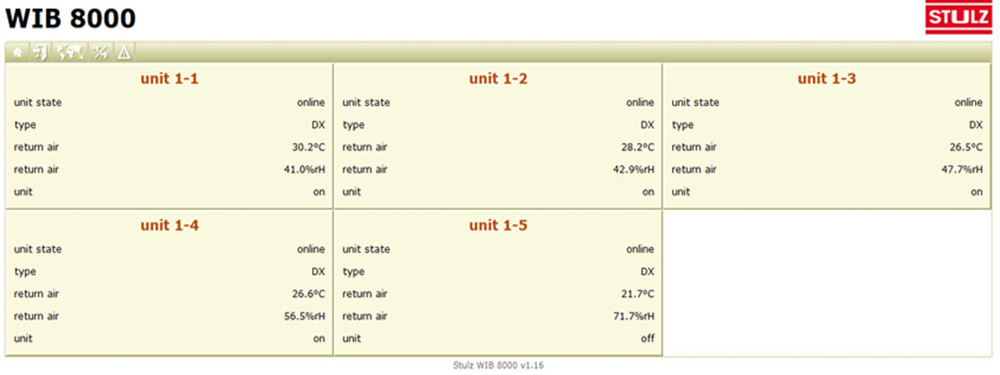 WIB 8000
STULZ
unit 1-1
unit state online
type DX
return air 30.2ºC
return air 41.0%rH
unit on
unit 1-2
unit state online
type DX
return air 28.2ºC
return air 42.9%rH
unit on
unit 1-3
unit state online
type DX
return air 26.5ºC
return air 47.7%rH
unit on
unit 1-4
unit state online
type DX
return air 26.6ºC
return air 56.5%rH
unit on
unit 1-5
unit state online
type DX
return air 21.7ºC
return air 71.7%rH
unit off
Stulz WIB 8000 v1.16